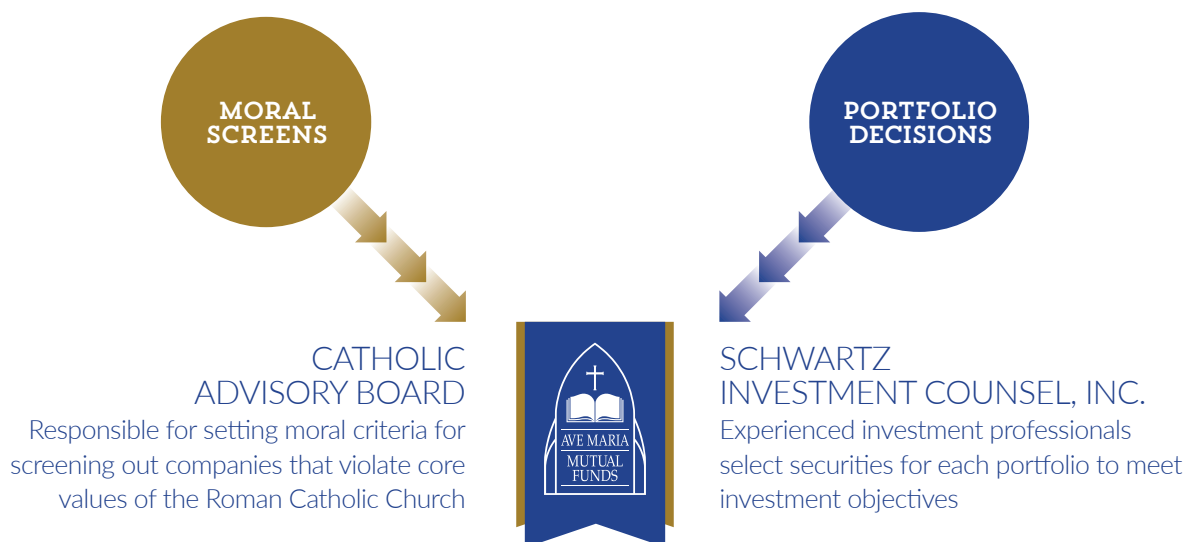 MORAL
SCREENS
PORTFOLIO
DECISIONS
CATHOLIC
ADVISORY BOARD
Responsible for setting moral criteria for
screening out companies that violate core
values of the Roman Catholic Church
AVE MARIA
MUTUAL
FUNDS
SCHWARTZ
INVESTMENT COUNSEL, INC.
Experienced investment professionals
select securities for each portfolio to meet
investment objectives